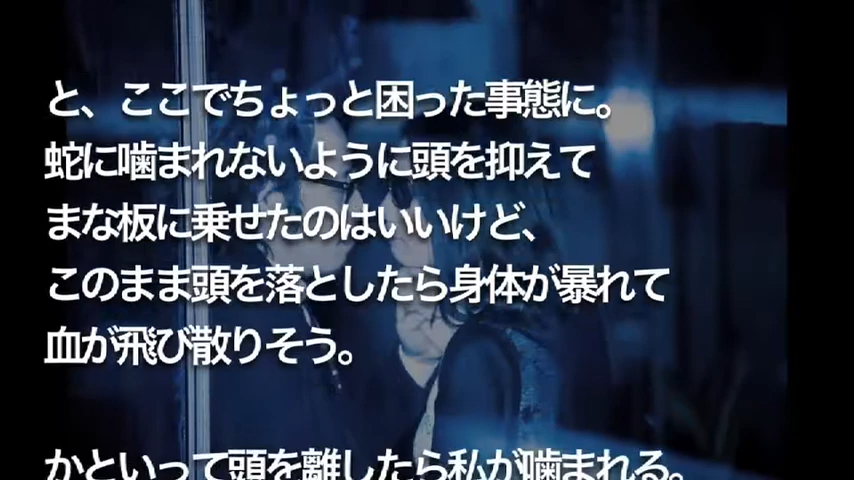 と、ここでちょっと困った事態に。
蛇に噛まれないように頭を抑えて
まな板に乗せたのはいいけど、
このまま頭を落としたら身体が暴れて
血が飛び散りそう。
かといって頭を離したら私が噛まれる。